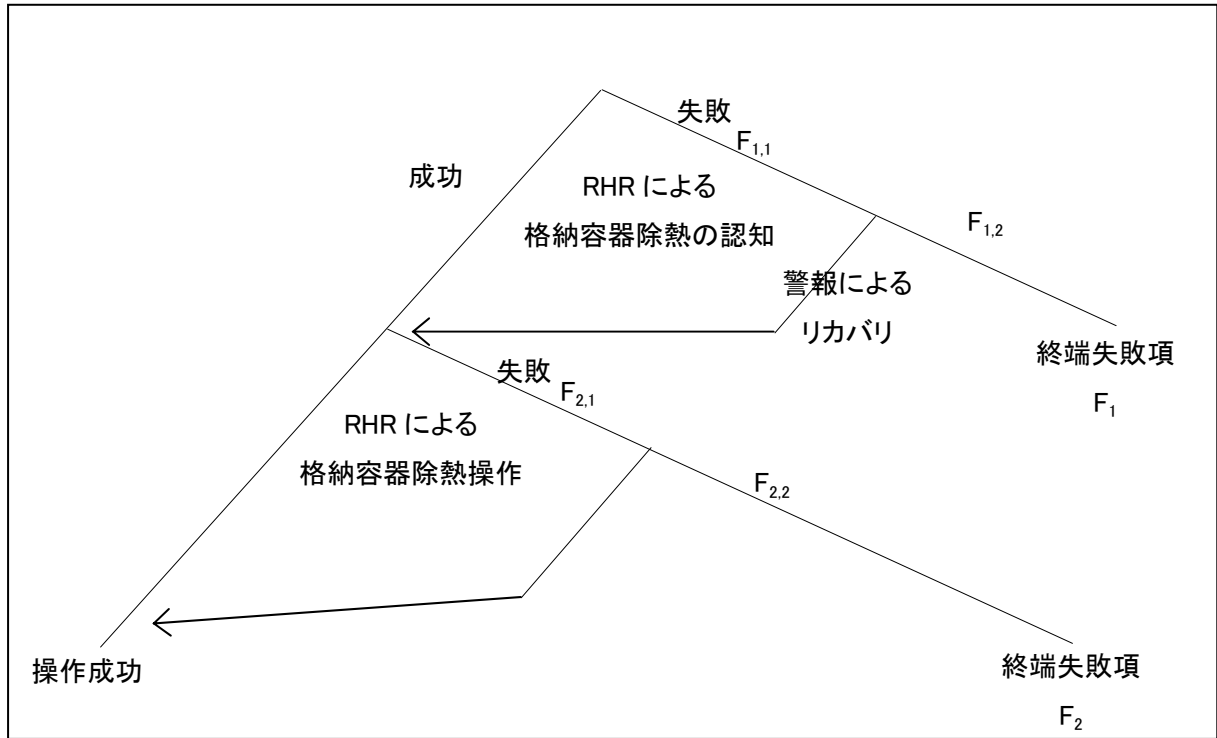 失敗
F1,1
成功
RHR による
格納容器除熱の認知
F1,2
警報による
リカバリ
終端失敗項
F1
失敗
F2,1
RHR による
格納容器除熱操作
F2,2
操作成功
終端失敗項
F2